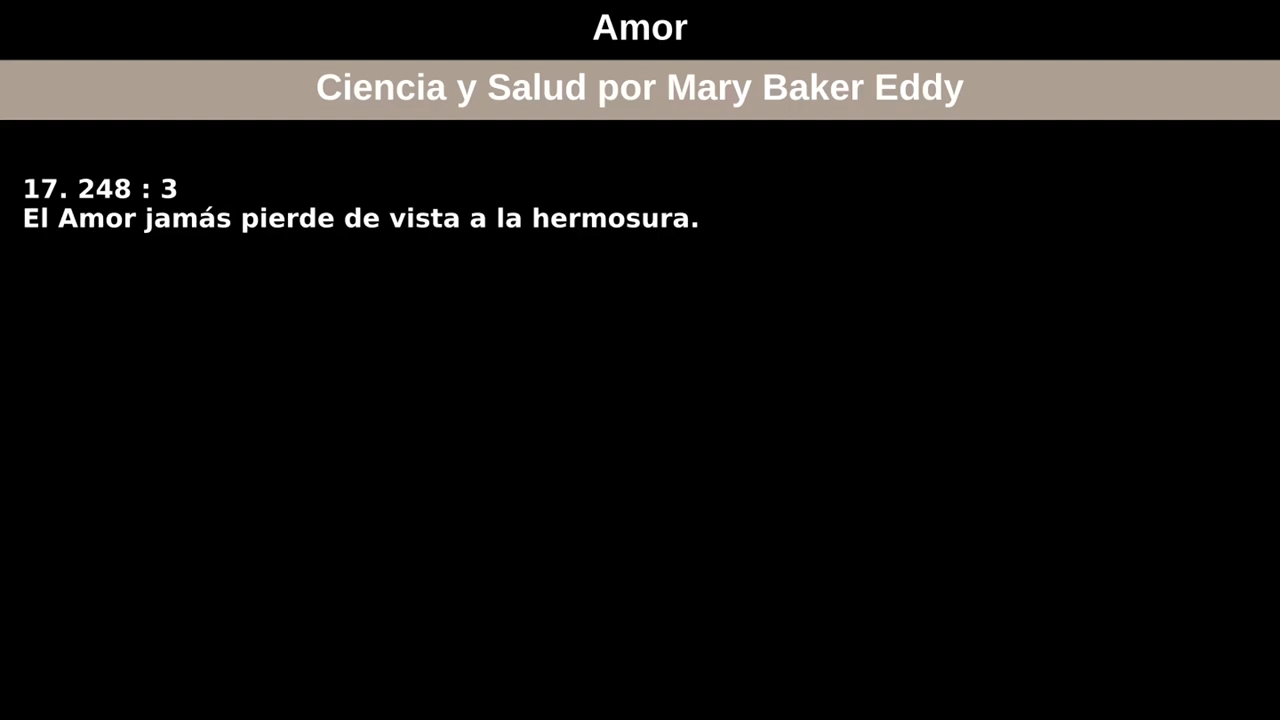 Amor
Ciencia y Salud por Mary Baker Eddy
17. 248 : 3
El Amor jamás pierde de vista a la hermosura.